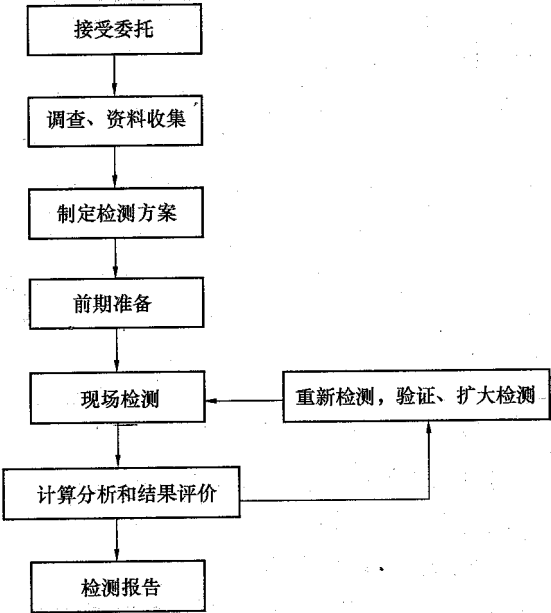 接受委托
调查、资料收集
制定检测方案
前期准备
现场检测
重新检测，验证、扩大检测
计算分析和结果评价
检测报告